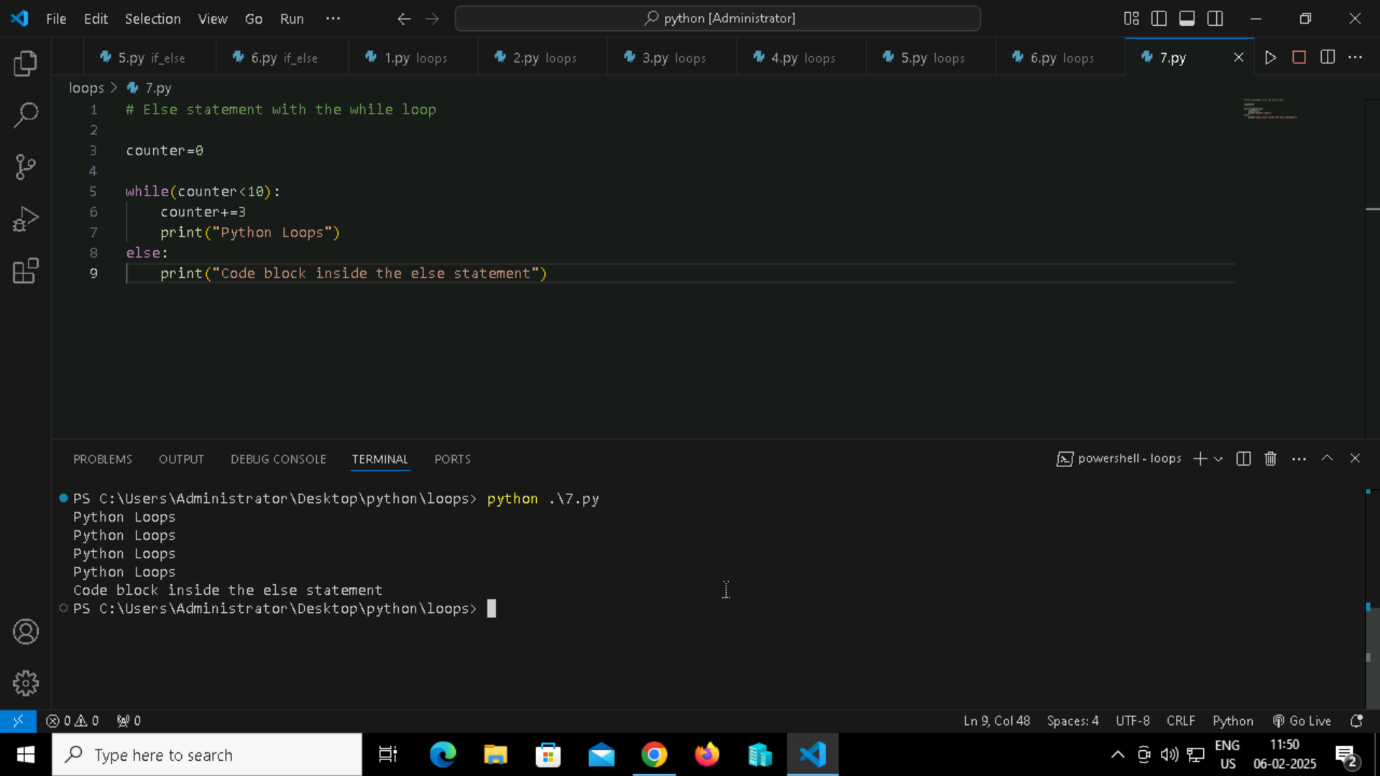 File Edit Selection View Go Run ··· python [Administrator]
5.py if_else 6.py if_else 1.py loops 2.py loops 3.py loops 4.py loops 5.py loops 6.py loops 7.py
loops > 7.py
1 # Else statement with the while loop
2
3 counter=0
4
5 while(counter<10):
6 counter+=3
7 print("Python Loops")
8 else:
9 print("Code block inside the else statement")
PROBLEMS OUTPUT DEBUG CONSOLE TERMINAL PORTS powershell - loops
PS C:\Users\Administrator\Desktop\python\loops> python .\7.py
Python Loops
Python Loops
Python Loops
Python Loops
Code block inside the else statement
PS C:\Users\Administrator\Desktop\python\loops>
0 0 0 Ln 9, Col 48 Spaces: 4 UTF-8 CRLF Python Go Live
Type here to search ENG US 11:50 06-02-2025 2